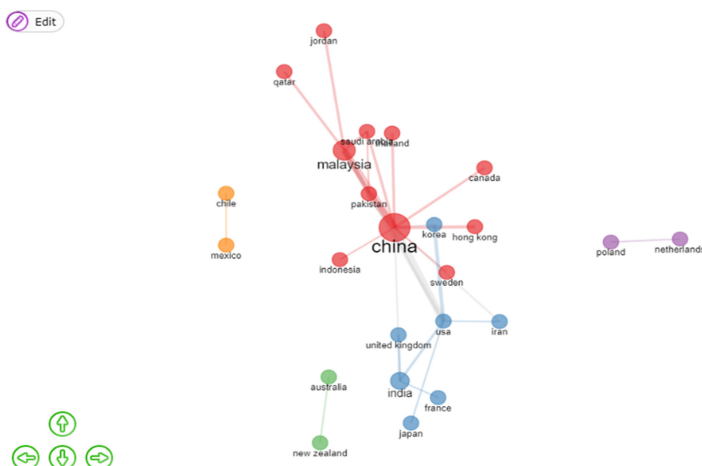 Edit
jordan
qatar
saudi arabia
thailand
malaysia
canada
chile
pakistan
korea
hong kong
china
mexico
poland
netherlands
indonesia
sweden
usa
iran
united kingdom
australia
india
france
japan
new zealand